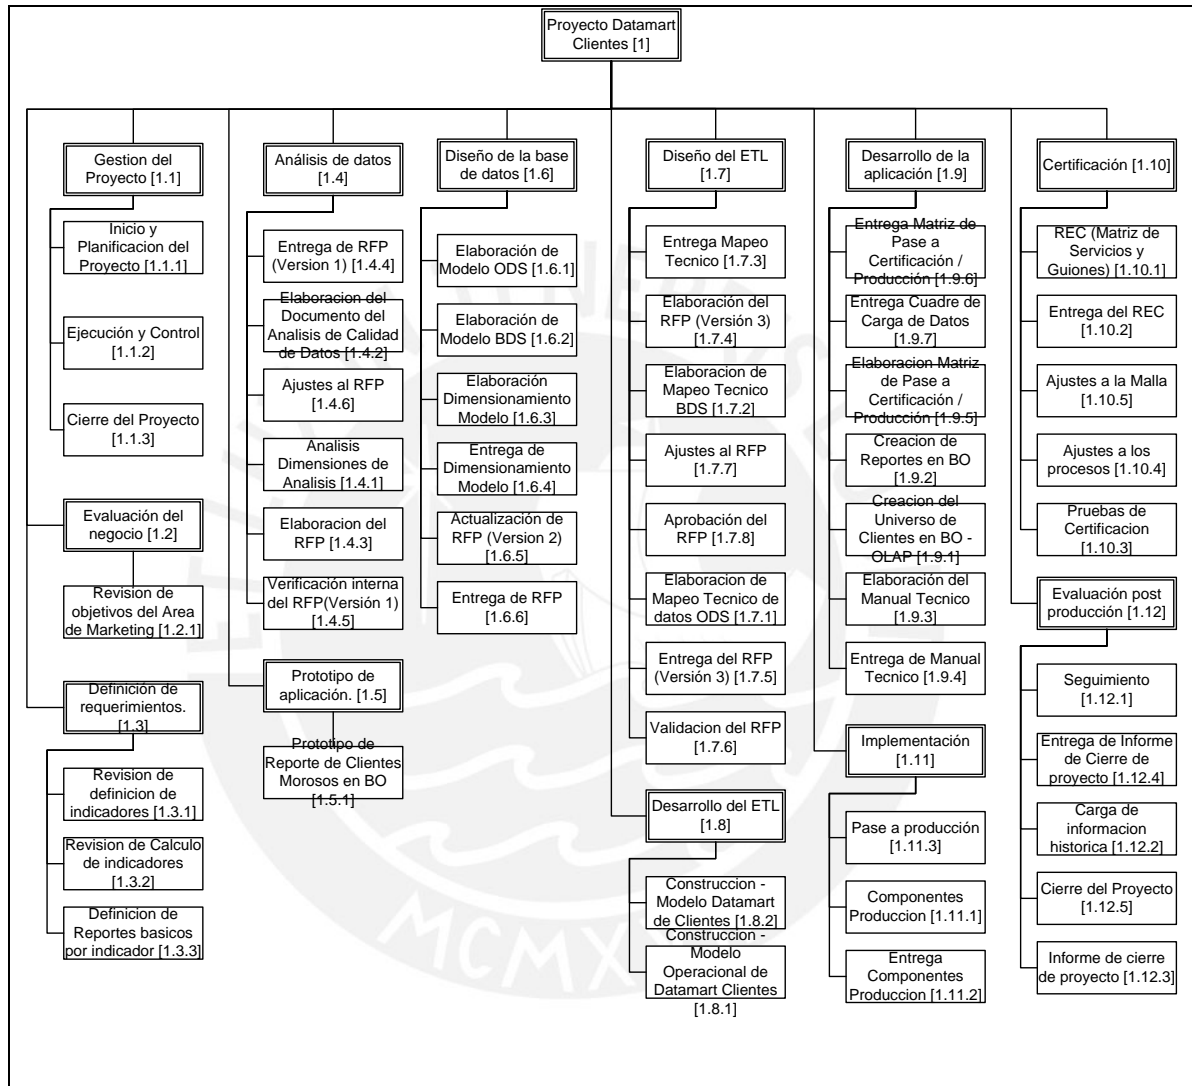 Proyecto Datamart
Clientes [1]
Gestion del
Proyecto [1.1]
Inicio y
Planificacion del
Proyecto [1.1.1]
Ejecución y Control
[1.1.2]
Cierre del Proyecto
[1.1.3]
Evaluación del
negocio [1.2]
Revision de
objetivos del Area
de Marketing [1.2.1]
Definición de
requerimientos.
[1.3]
Revision de
definicion de
indicadores [1.3.1]
Revision de Calculo
de indicadores
[1.3.2]
Definicion de
Reportes basicos
por indicador [1.3.3]
Análisis de datos
[1.4]
Entrega de RFP
(Version 1) [1.4.4]
Elaboracion del
Documento del
Analisis de Calidad
de Datos [1.4.2]
Ajustes al RFP
[1.4.6]
Analisis
Dimensiones de
Analisis [1.4.1]
Elaboracion del
RFP [1.4.3]
Verificación interna
del RFP(Versión 1)
[1.4.5]
Prototipo de
aplicación. [1.5]
Prototipo de
Reporte de Clientes
Morosos en BO
[1.5.1]
Diseño de la base
de datos [1.6]
Elaboración de
Modelo ODS [1.6.1]
Elaboración de
Modelo BDS [1.6.2]
Elaboración
Dimensionamiento
Modelo [1.6.3]
Entrega de
Dimensionamiento
Modelo [1.6.4]
Actualización de
RFP (Version 2)
[1.6.5]
Entrega de RFP
[1.6.6]
Diseño del ETL
[1.7]
Entrega Mapeo
Tecnico [1.7.3]
Elaboración del
RFP (Versión 3)
[1.7.4]
Elaboracion de
Mapeo Tecnico
BDS [1.7.2]
Ajustes al RFP
[1.7.7]
Aprobación del
RFP [1.7.8]
Elaboracion de
Mapeo Tecnico de
datos ODS [1.7.1]
Entrega del RFP
(Versión 3) [1.7.5]
Validacion del RFP
[1.7.6]
Desarrollo del ETL
[1.8]
Construccion -
Modelo Datamart
de Clientes [1.8.2]
Construccion -
Modelo
Operacional de
Datamart Clientes
[1.8.1]
Desarrollo de la
aplicación [1.9]
Entrega Matriz de
Pase a
Certificación /
Producción [1.9.6]
Entrega Cuadre de
Carga de Datos
[1.9.7]
Elaboracion Matriz
de Pase a
Certificación /
Producción [1.9.5]
Creacion de
Reportes en BO
[1.9.2]
Creacion del
Universo de
Clientes en BO -
OLAP [1.9.1]
Elaboración del
Manual Tecnico
[1.9.3]
Entrega de Manual
Tecnico [1.9.4]
Implementación
[1.11]
Pase a producción
[1.11.3]
Componentes
Produccion [1.11.1]
Entrega
Componentes
Produccion [1.11.2]
Certificación [1.10]
REC (Matriz de
Servicios y
Guiones) [1.10.1]
Entrega del REC
[1.10.2]
Ajustes a la Malla
[1.10.5]
Ajustes a los
procesos [1.10.4]
Pruebas de
Certificacion
[1.10.3]
Evaluación post
producción [1.12]
Seguimiento
[1.12.1]
Entrega de Informe
de Cierre de
proyecto [1.12.4]
Carga de
informacion
historica [1.12.2]
Cierre del Proyecto
[1.12.5]
Informe de cierre
de proyecto [1.12.3]